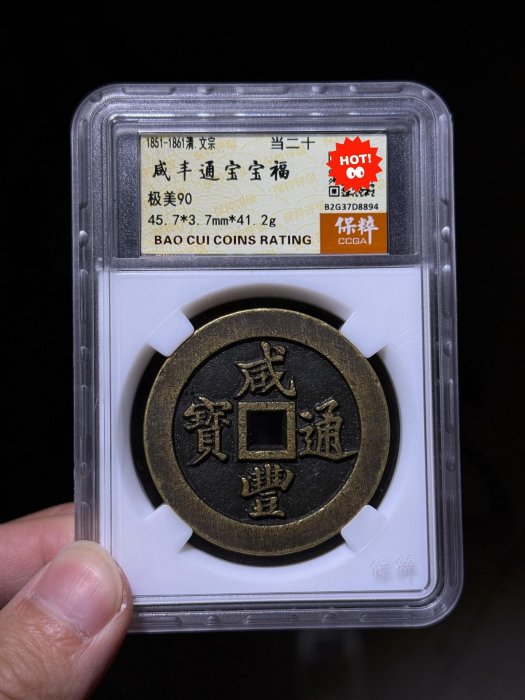 1851-1861清.文宗 当二十
咸丰通宝宝福
极美90
45.7*3.7mm*41.2g
BAO CUI COINS RATING
HOT!
B2G37D8894
保粹
CCGA
咸
寶 通
豐
保粹